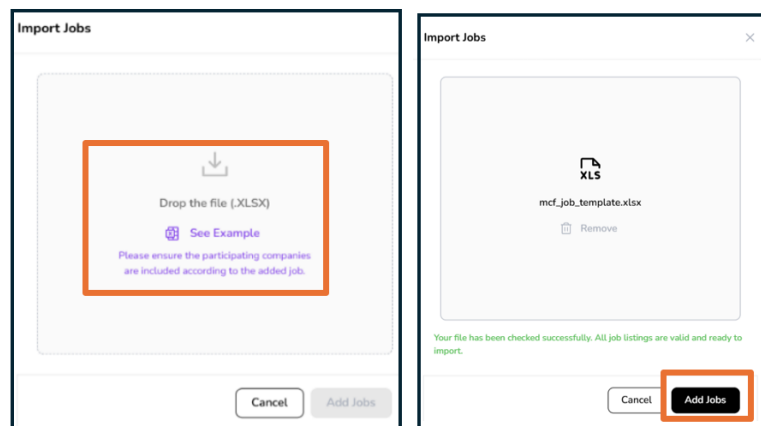 Import Jobs
Drop the file (.XLSX)
See Example
Please ensure the participating companies
are included according to the added job.
Cancel
Add Jobs
Import Jobs
XLS
mcf_job_template.xlsx
Remove
Your file has been checked successfully. All job listings are valid and ready to
import.
Cancel
Add Jobs